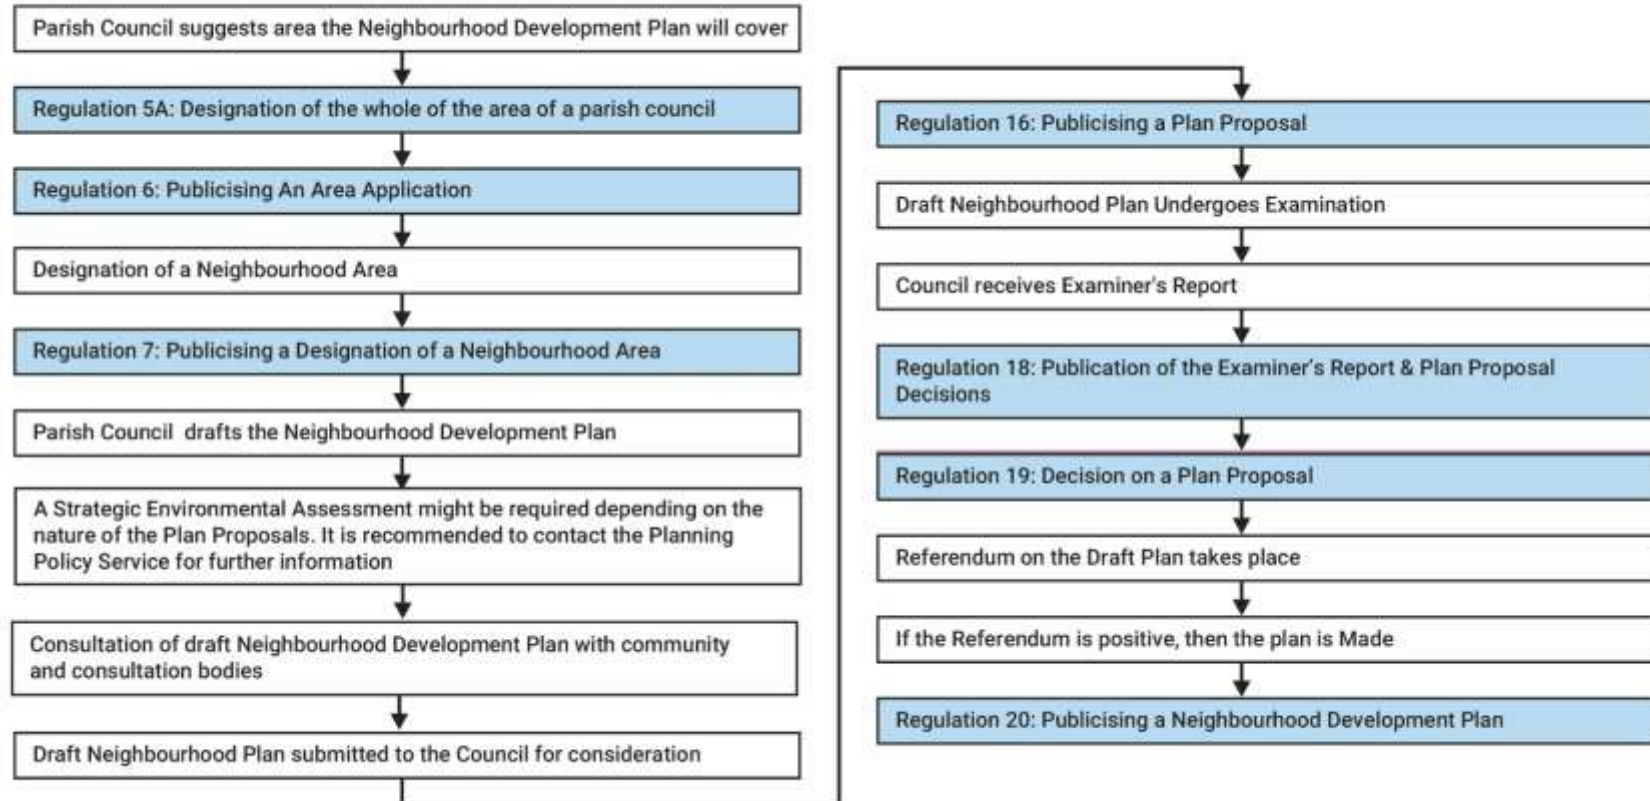 Parish Council suggests area the Neighbourhood Development Plan will cover
Regulation 5A: Designation of the whole of the area of a parish council
Regulation 6: Publicising An Area Application
Designation of a Neighbourhood Area
Regulation 7: Publicising a Designation of a Neighbourhood Area
Parish Council drafts the Neighbourhood Development Plan
A Strategic Environmental Assessment might be required depending on the
nature of the Plan Proposals. It is recommended to contact the Planning
Policy Service for further information
Consultation of draft Neighbourhood Development Plan with community
and consultation bodies
Draft Neighbourhood Plan submitted to the Council for consideration
Regulation 16: Publicising a Plan Proposal
Draft Neighbourhood Plan Undergoes Examination
Council receives Examiner's Report
Regulation 18: Publication of the Examiner's Report & Plan Proposal
Decisions
Regulation 19: Decision on a Plan Proposal
Referendum on the Draft Plan takes place
If the Referendum is positive, then the plan is Made
Regulation 20: Publicising a Neighbourhood Development Plan